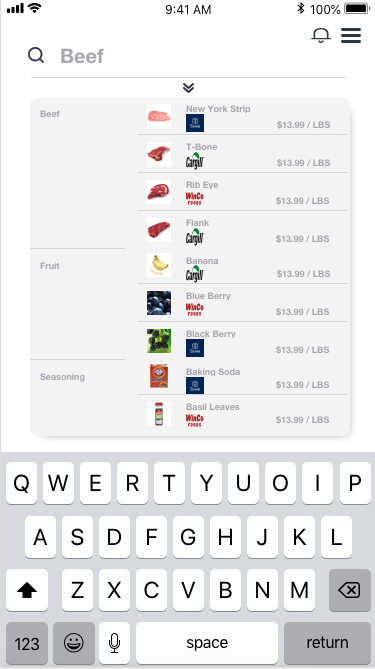 9:41 AM 100%
Beef
Beef
New York Strip
$13.99 / LBS
T-Bone
Cargill
$13.99 / LBS
Rib Eye
WinCo
FOODS
$13.99 / LBS
Flank
Cargill
$13.99 / LBS
Fruit
Banana
Cargill
$13.99 / LBS
Blue Berry
WinCo
FOODS
$13.99 / LBS
Black Berry
$13.99 / LBS
Seasoning
Baking Soda
$13.99 / LBS
Basil Leaves
WinCo
FOODS
$13.99 / LBS
Q W E R T Y U O I P
A S D F G H J K L
Z X C V B N M
123 space return